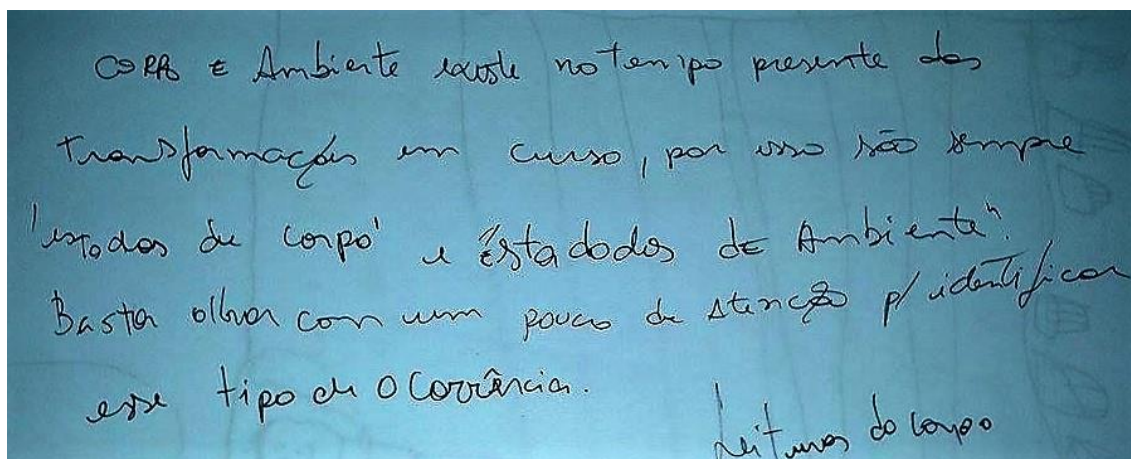 CORPO E Ambiente existe no Tempo presente das
Transformações em curso, por isso são sempre
'estados de corpo' e "Estadodos dE Ambiente".
Basta olhar com um pouco de Atenção p/ identificar
esse tipo de OCorrência.
Leituras do Corpo